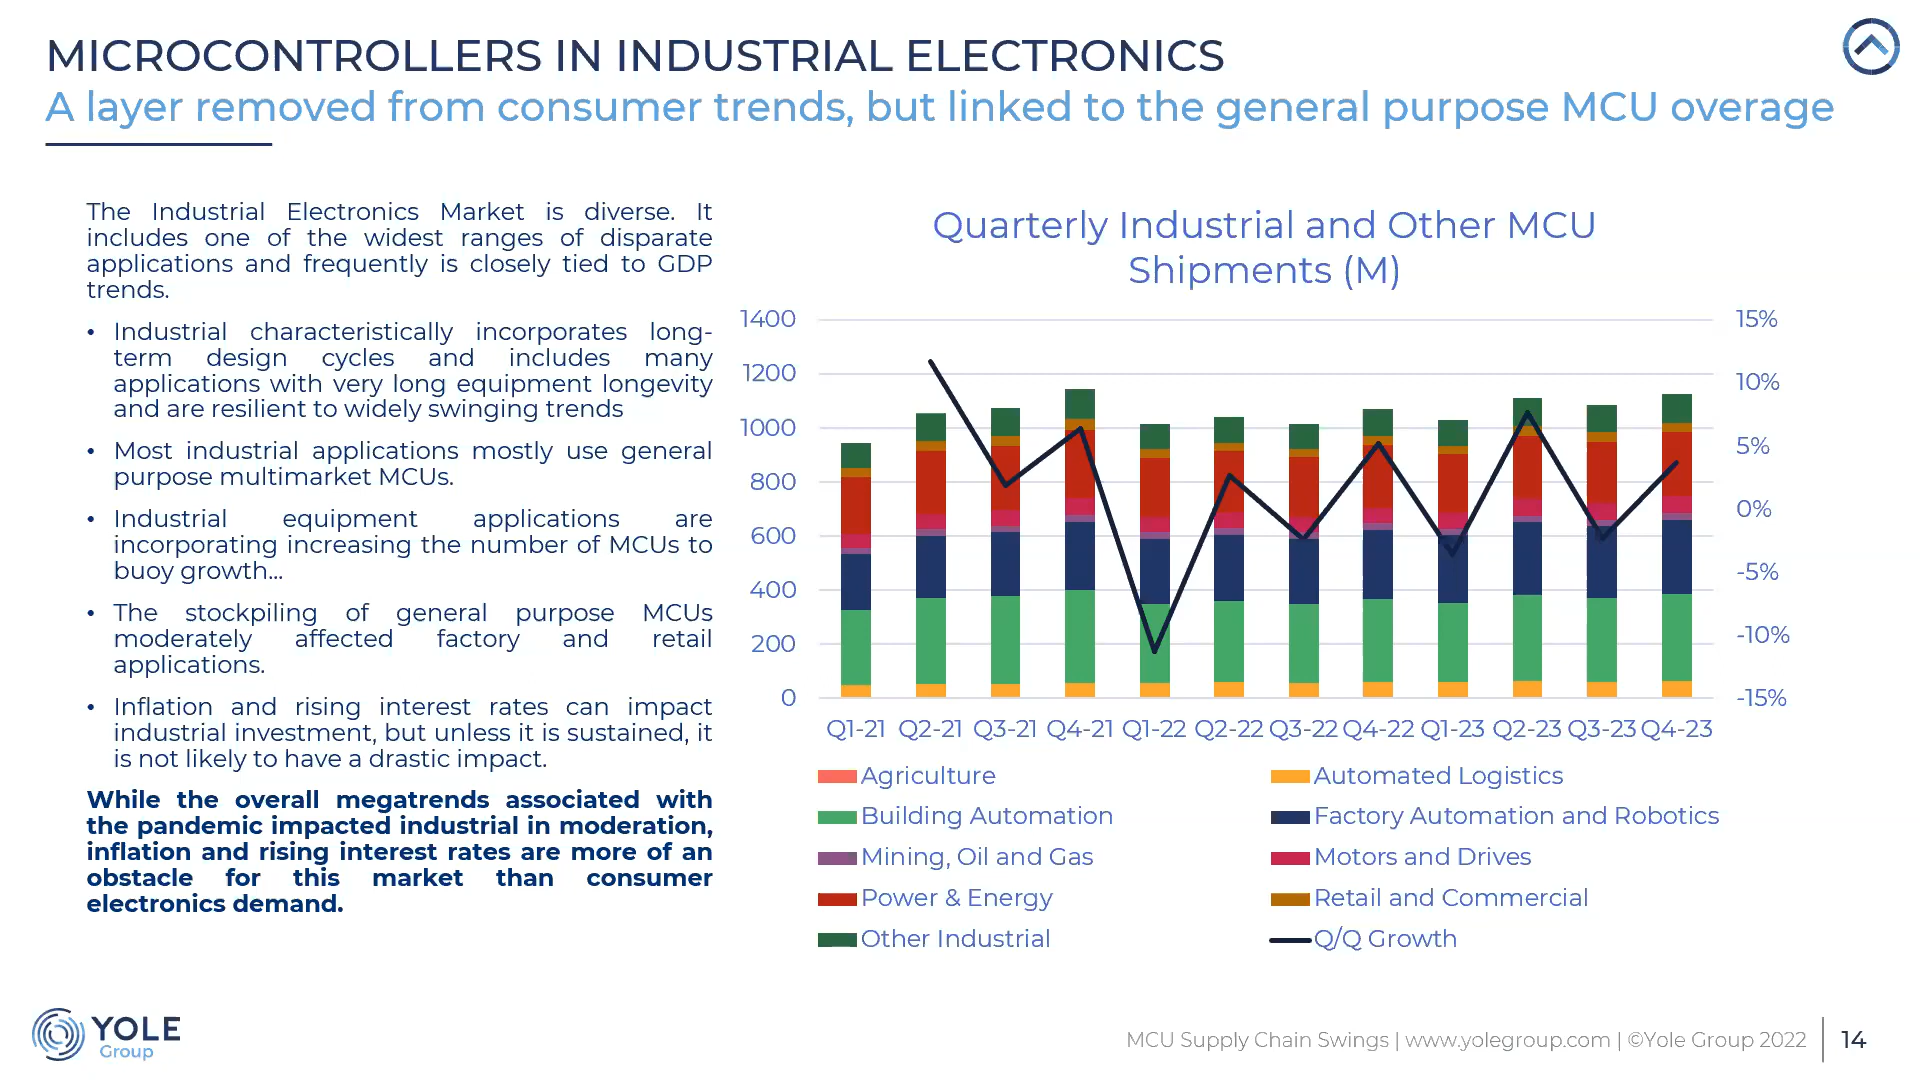 MICROCONTROLLERS IN INDUSTRIAL ELECTRONICS
A layer removed from consumer trends, but linked to the general purpose MCU overage
The Industrial Electronics Market is diverse. It
includes one of the widest ranges of disparate
applications and frequently is closely tied to GDP
trends.
• Industrial characteristically incorporates long-
term design cycles and includes many
applications with very long equipment longevity
and are resilient to widely swinging trends
• Most industrial applications mostly use general
purpose multimarket MCUs.
• Industrial equipment applications are
incorporating increasing the number of MCUs to
buoy growth...
• The stockpiling of general purpose MCUs
moderately affected factory and retail
applications.
• Inflation and rising interest rates can impact
industrial investment, but unless it is sustained, it
is not likely to have a drastic impact.
While the overall megatrends associated with
the pandemic impacted industrial in moderation,
inflation and rising interest rates are more of an
obstacle for this market than consumer
electronics demand.
Quarterly Industrial and Other MCU
Shipments (M)
1400
1200
1000
800
600
400
200
0
15%
10%
5%
0%
-5%
-10%
-15%
Q1-21 Q2-21 Q3-21 Q4-21 Q1-22 Q2-22 Q3-22 Q4-22 Q1-23 Q2-23 Q3-23 Q4-23
Agriculture
Automated Logistics
Building Automation
Factory Automation and Robotics
Mining, Oil and Gas
Motors and Drives
Power & Energy
Retail and Commercial
Other Industrial
Q/Q Growth
YOLE
Group
MCU Supply Chain Swings | www.yolegroup.com | ©Yole Group 2022
14